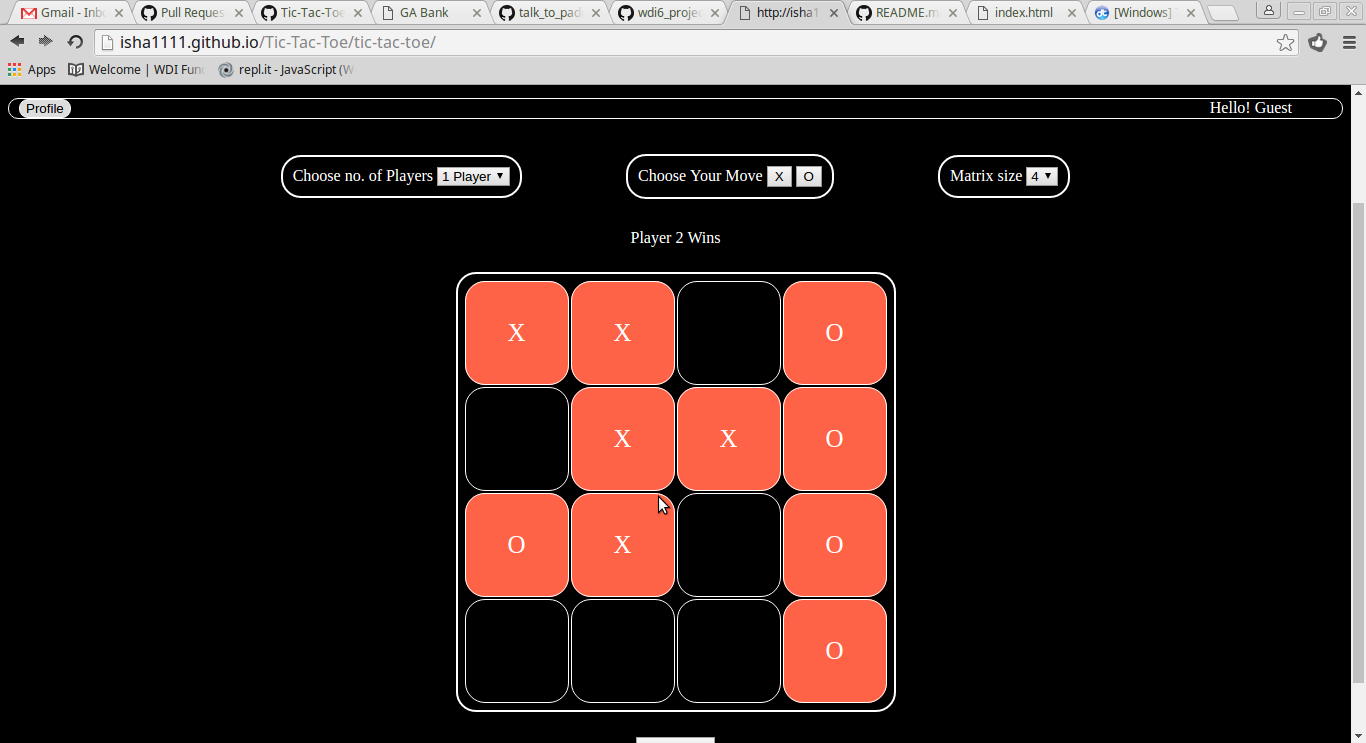 Gmail - Inb Pull Reques Tic-Tac-Toe GA Bank talk_to_pad wdi6_proje http://isha1 README.m index.html [Windows]
isha1111.github.io/Tic-Tac-Toe/tic-tac-toe/
Apps Welcome | WDI Fun repl.it - JavaScript (W
Profile Hello! Guest
Choose no. of Players 1 Player Choose Your Move X O Matrix size 4
Player 2 Wins
X X O
X X O
O X O
O